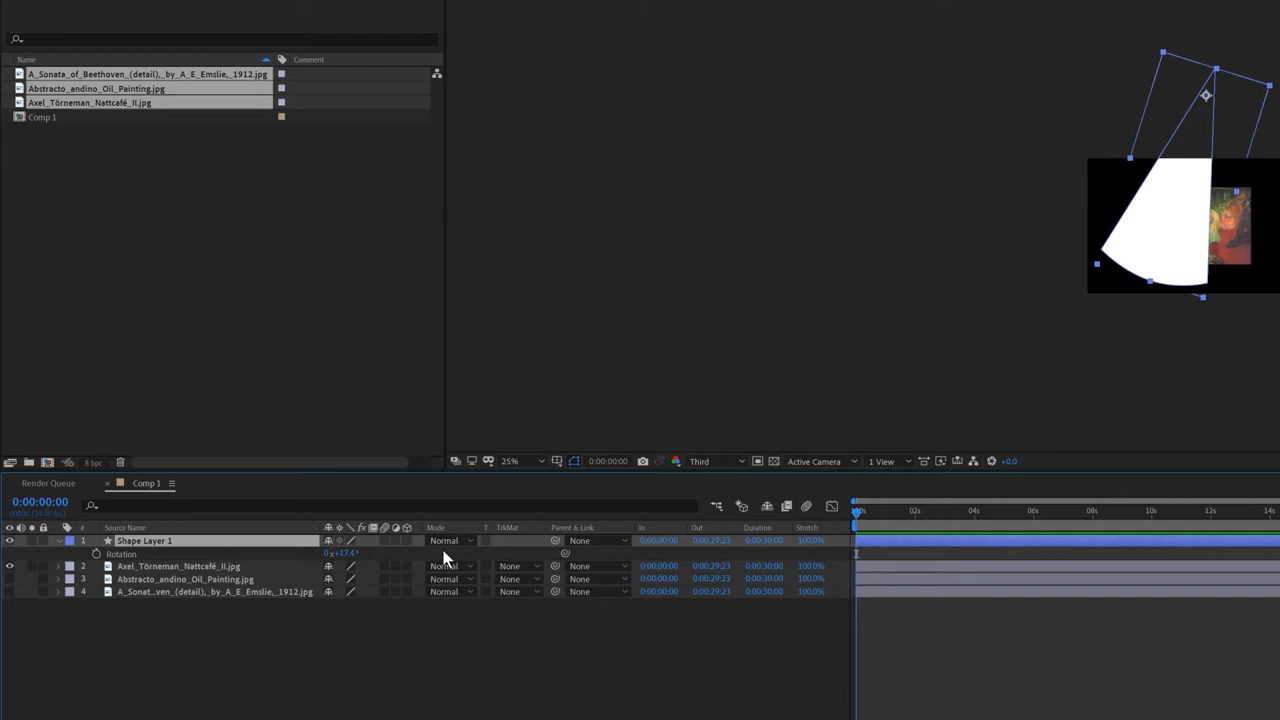 Name Comment
A_Sonata_of_Beethoven_(detail),_by_A_E_Emslie,_1912.jpg
Abstracto_andino_Oil_Painting.jpg
Axel_Törneman_Nattcafé_II.jpg
Comp 1
8 bpc 25% 0:00:00:00 Third Active Camera 1 View +0.0
Render Queue Comp 1
0:00:00:00
# Source Name Mode T TrkMat Parent & Link In Out Duration Stretch 02s 04s 06s 08s 10s 12s 14s
1 Shape Layer 1 Normal None 0:00:00:00 0:00:29:23 0:00:30:00 100.0%
Rotation 0x+17.4°
2 Axel_Törneman_Nattcafé_II.jpg Normal None None 0:00:00:00 0:00:29:23 0:00:30:00 100.0%
3 Abstracto_andino_Oil_Painting.jpg Normal None None 0:00:00:00 0:00:29:23 0:00:30:00 100.0%
4 A_Sonat...ven_(detail),_by_A_E_Emslie,_1912.jpg Normal None None 0:00:00:00 0:00:29:23 0:00:30:00 100.0%